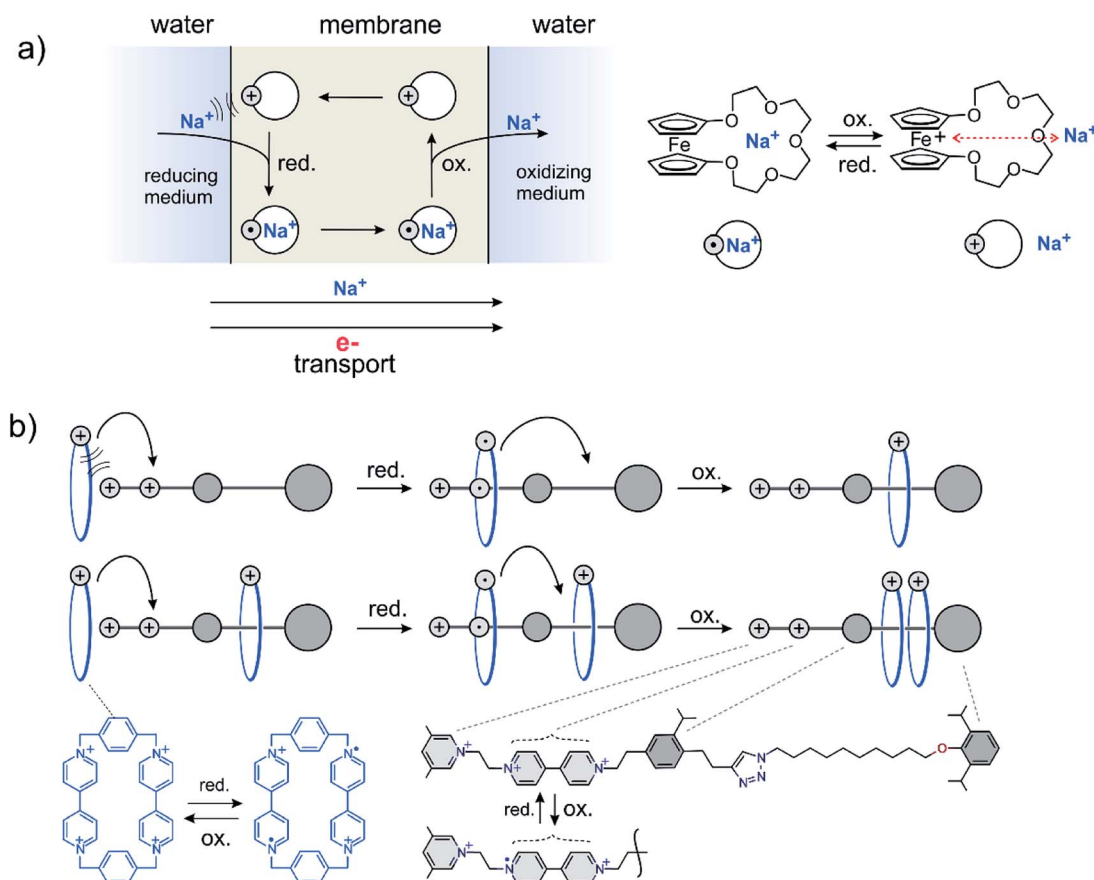 a)
water
membrane
water
+
+
Na⁺
Na⁺
red.
ox.
reducing
medium
oxidizing
medium
• Na⁺
• Na⁺
Na⁺
e-
transport
O
O
O
O
O
Fe
Na⁺
ox.
red.
O
O
O
O
O
Fe+
Na⁺
• Na⁺
+
Na⁺
b)
+
+ +
red.
•
+ •
ox.
+
+ +
+
+
+ +
red.
•
+
+ •
ox.
+ +
+ +
N +
+ N
N +
+ N
red.
ox.
N +
N •
N •
+ N
N+
N+
N+
N
N
N
O
red.
ox.
N+
N•
N+